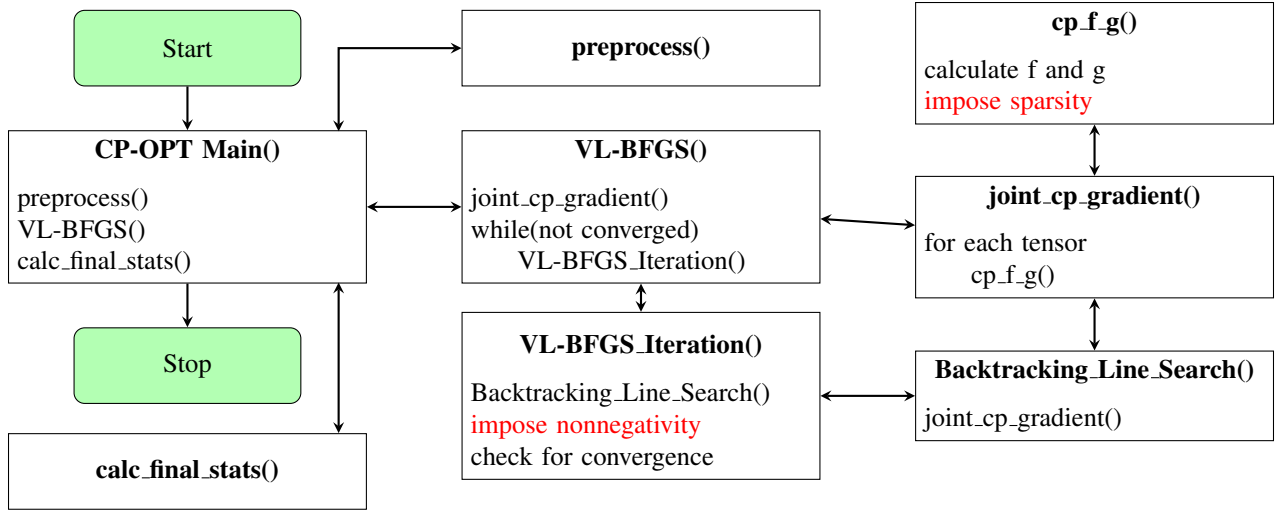 Start
preprocess()
cp_f_g()
calculate f and g
impose sparsity
CP-OPT Main()
preprocess()
VL-BFGS()
calc_final_stats()
VL-BFGS()
joint_cp_gradient()
while(not converged)
VL-BFGS_Iteration()
joint_cp_gradient()
for each tensor
cp_f_g()
Stop
VL-BFGS_Iteration()
Backtracking_Line_Search()
impose nonnegativity
check for convergence
Backtracking_Line_Search()
joint_cp_gradient()
calc_final_stats()